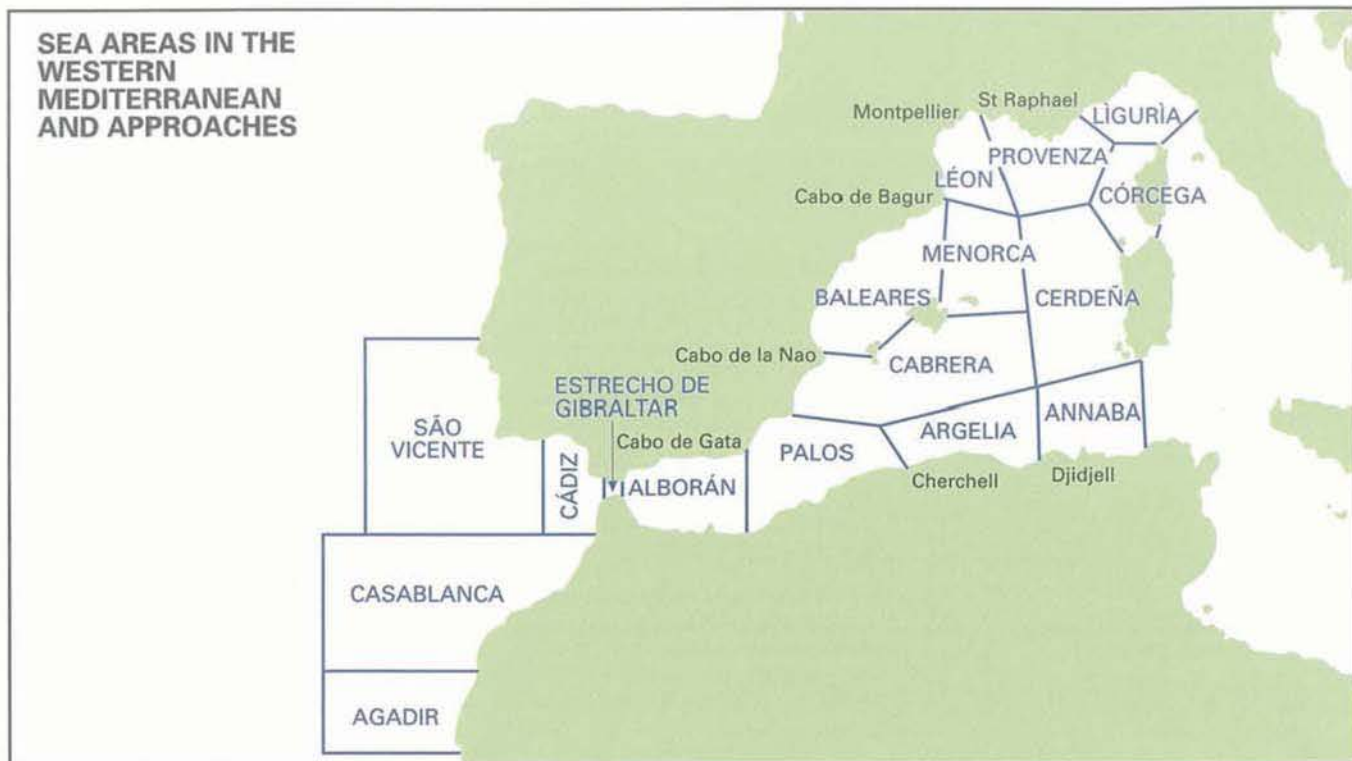 SEA AREAS IN THE
WESTERN
MEDITERRANEAN
AND APPROACHES
St Raphael
Montpellier
LÌGURÌA
PROVENZA
LÉON
Cabo de Bagur
CÓRCEGA
MENORCA
BALEARES
CERDEÑA
Cabo de la Nao
CABRERA
ESTRECHO DE
GIBRALTAR
SÃO
VICENTE
Cabo de Gata
PALOS
ARGELIA
ANNABA
CÁDIZ
ALBORÁN
Cherchell
Djidjell
CASABLANCA
AGADIR